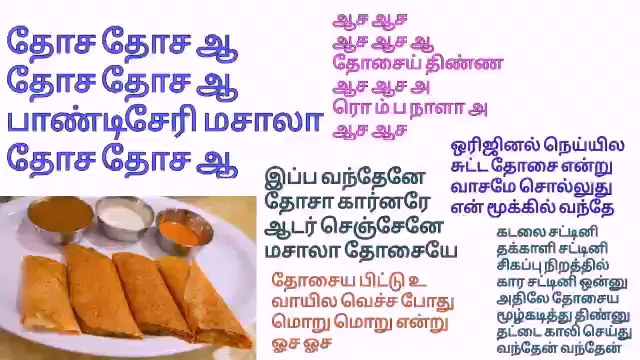 தோச தோச ஆ
தோச தோச ஆ
பாண்டிசேரி மசாலா
தோச தோச ஆ
ஆச ஆச
ஆச ஆச ஆ
தோசைய் திண்ண
ஆச ஆச அ
ரொ ம் ப நாளா அ
ஆச ஆச
ஒரிஜினல் நெய்யில
சுட்ட தோசை என்று
வாசமே சொல்லுது
என் மூக்கில் வந்தே
இப்ப வந்தேனே
தோசா கார்னரே
ஆடர் செஞ்சேனே
மசாலா தோசையே
தோசைய பிட்டு உ
வாயில வெச்ச போது
மொறு மொறு என்று
ஓச ஓச
கடலை சட்டினி
தக்காளி சட்டினி
சிகப்பு நிறத்தில்
கார சட்டினி ஒன்னு
அதிலே தோசைய
மூழ்கடித்து திண்ணு
தட்டை காலி செய்து
வந்தேன் வந்தேன்